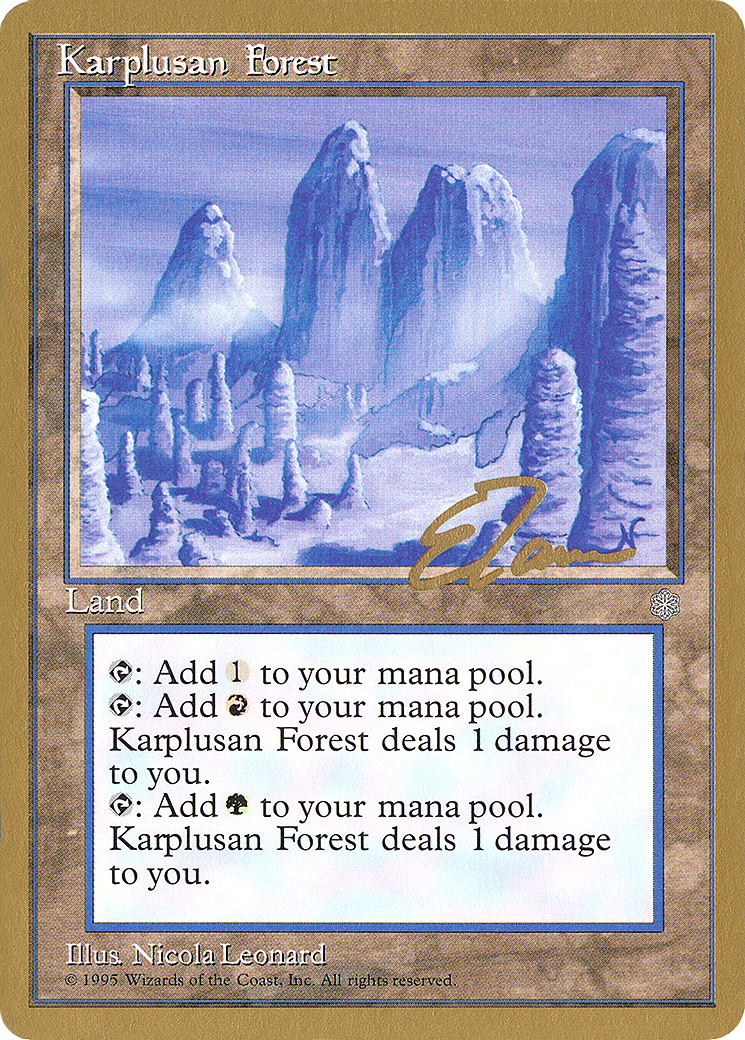 Karplusan Forest
Land
: Add 1 to your mana pool.
: Add to your mana pool.
Karplusan Forest deals 1 damage
to you.
: Add to your mana pool.
Karplusan Forest deals 1 damage
to you.
Illus. Nicola Leonard
© 1995 Wizards of the Coast, Inc. All rights reserved.